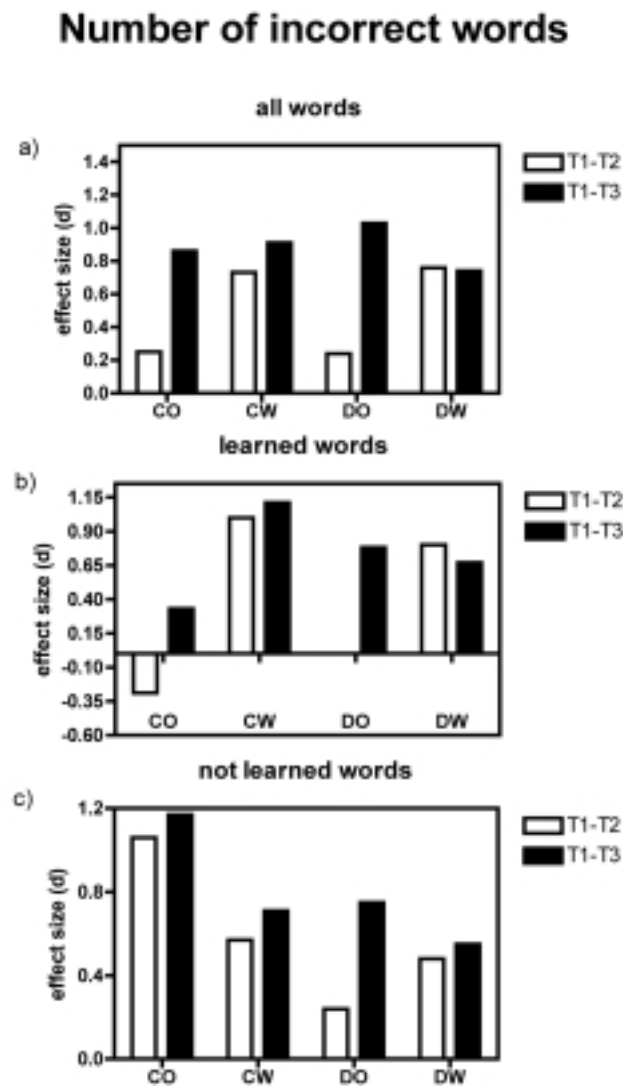 Number of incorrect words
all words
a)
effect size (d)
1.4
1.2
1.0
0.8
0.6
0.4
0.2
0.0
CO CW DO DW
T1-T2
T1-T3
learned words
b)
effect size (d)
1.15
0.90
0.65
0.40
0.15
-0.10
-0.35
-0.60
CO CW DO DW
T1-T2
T1-T3
not learned words
c)
effect size (d)
1.2
0.8
0.4
0.0
CO CW DO DW
T1-T2
T1-T3